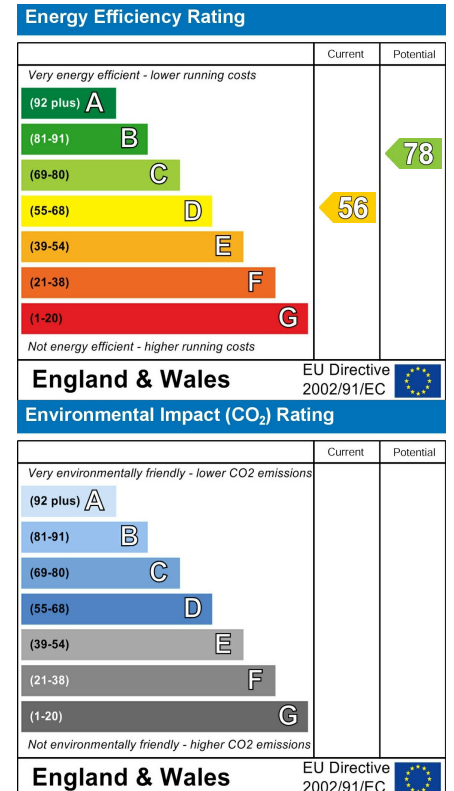 Energy Efficiency Rating
Current Potential
Very energy efficient - lower running costs
(92 plus) A
(81-91) B
78
(69-80) C
(55-68) D
56
(39-54) E
(21-38) F
(1-20) G
Not energy efficient - higher running costs
England & Wales
EU Directive
2002/91/EC
Environmental Impact (CO₂) Rating
Current Potential
Very environmentally friendly - lower CO2 emissions
(92 plus) A
(81-91) B
(69-80) C
(55-68) D
(39-54) E
(21-38) F
(1-20) G
Not environmentally friendly - higher CO2 emissions
England & Wales
EU Directive
2002/91/EC